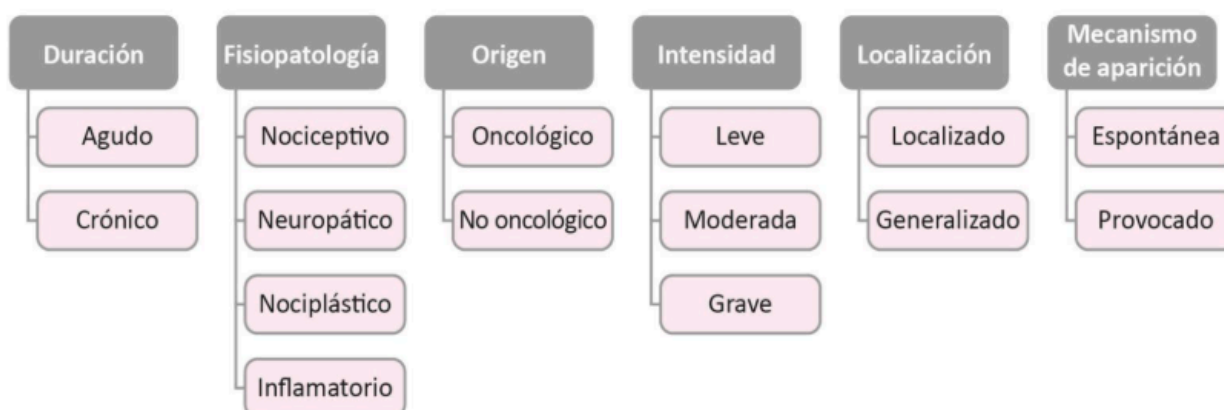 Duración
Agudo
Crónico
Fisiopatología
Nociceptivo
Neuropático
Nociplástico
Inflamatorio
Origen
Oncológico
No oncológico
Intensidad
Leve
Moderada
Grave
Localización
Localizado
Generalizado
Mecanismo
de aparición
Espontánea
Provocado